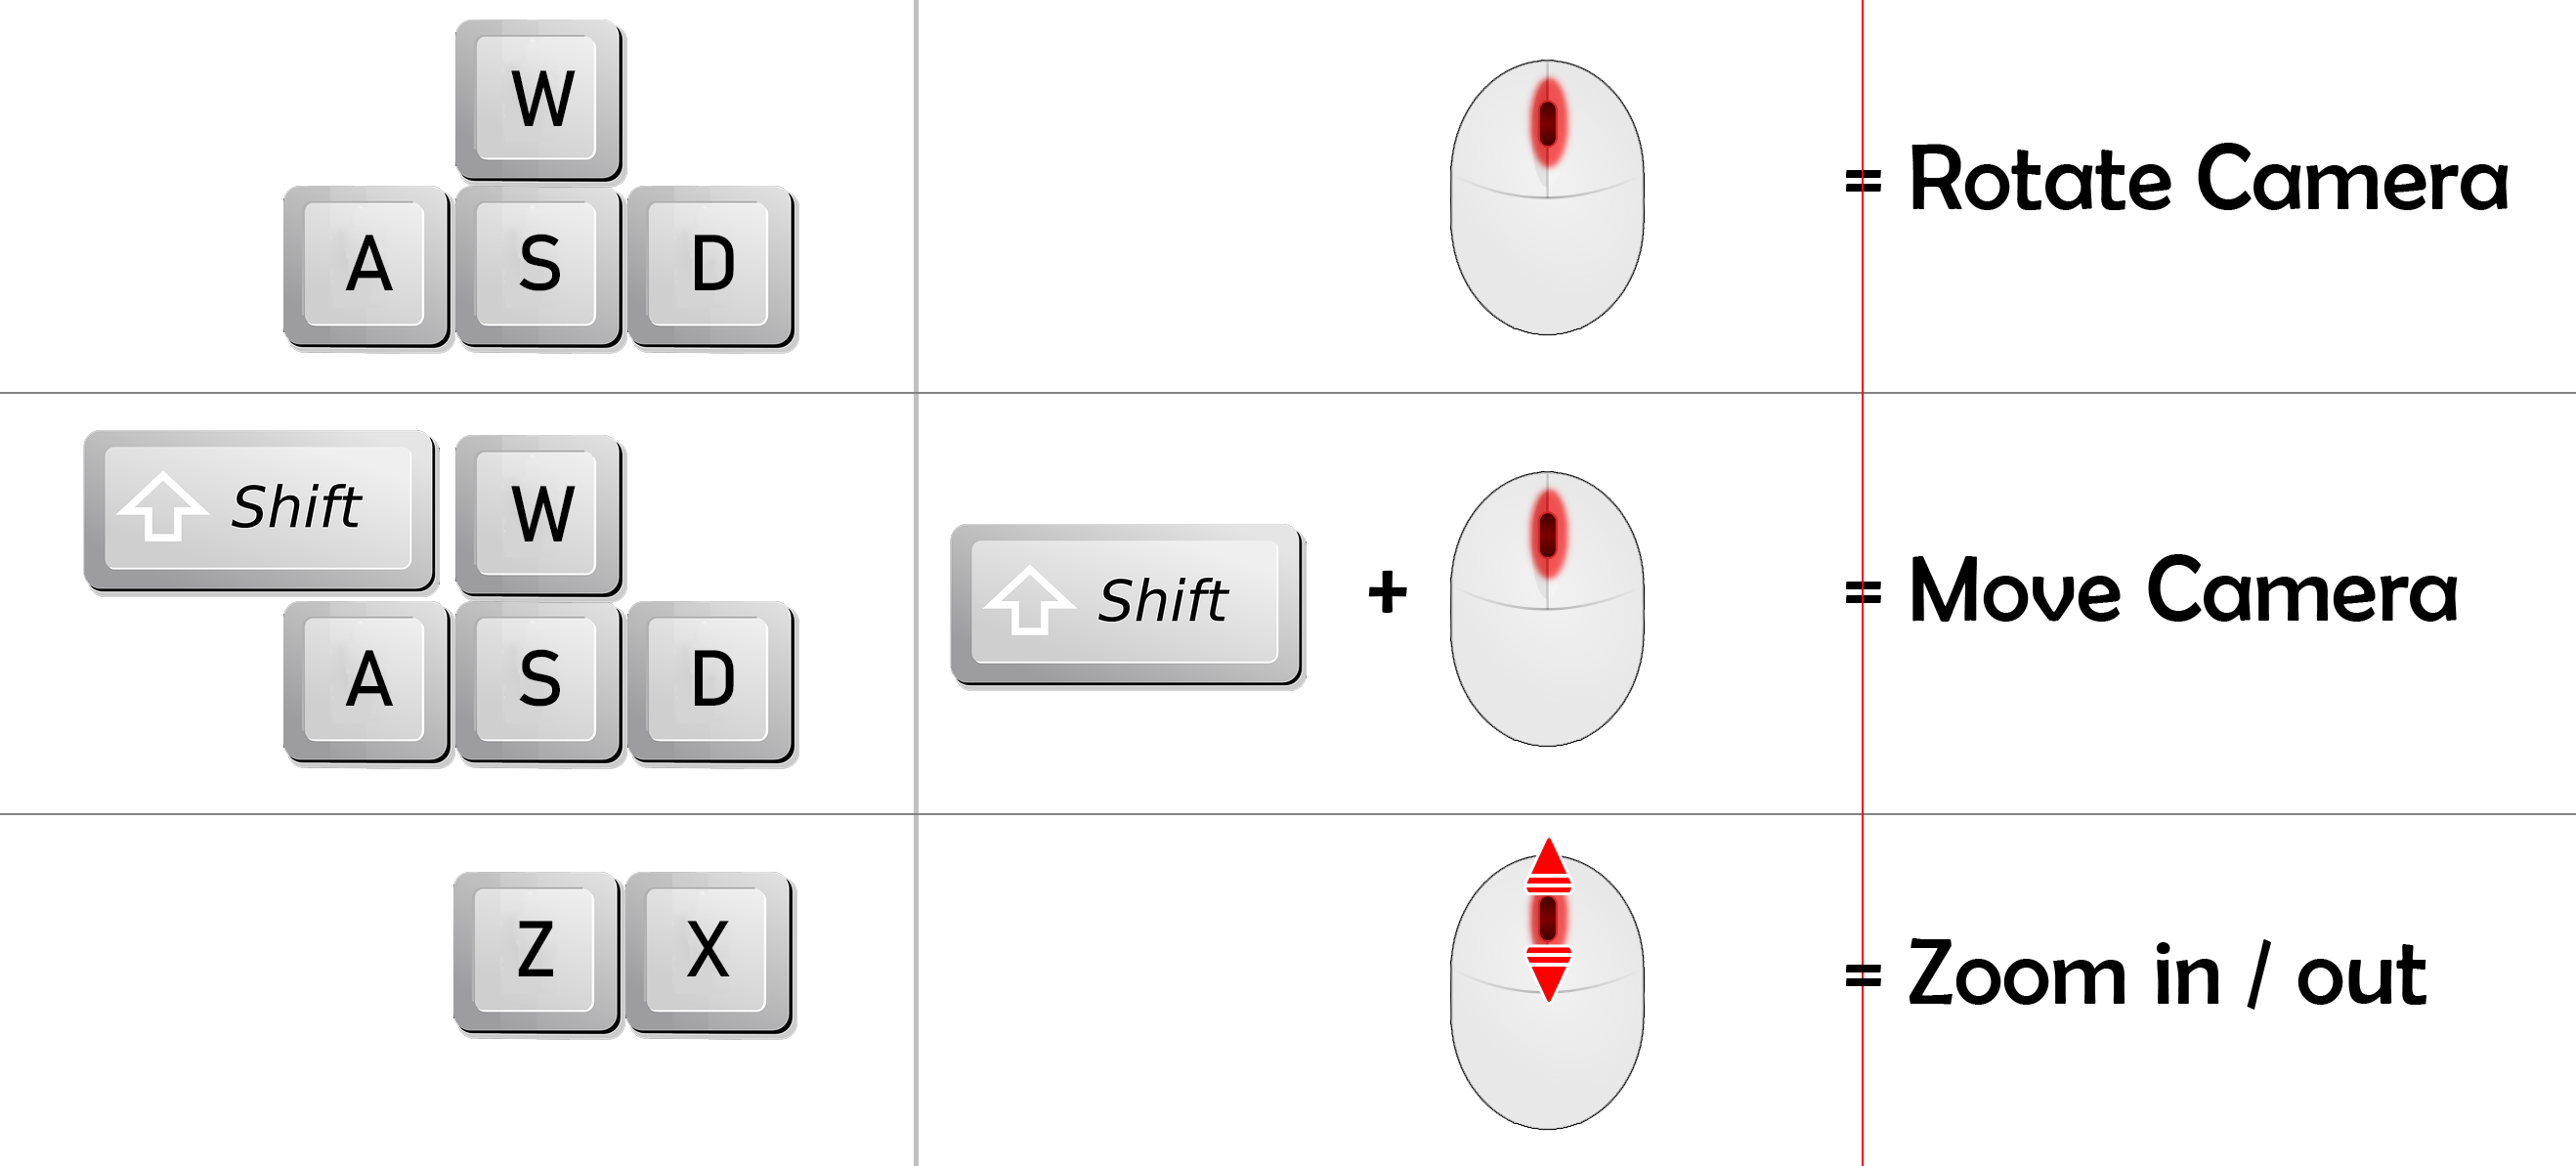 W
A S D
= Rotate Camera
Shift W
A S D
Shift + = Move Camera
Z X
= Zoom in / out